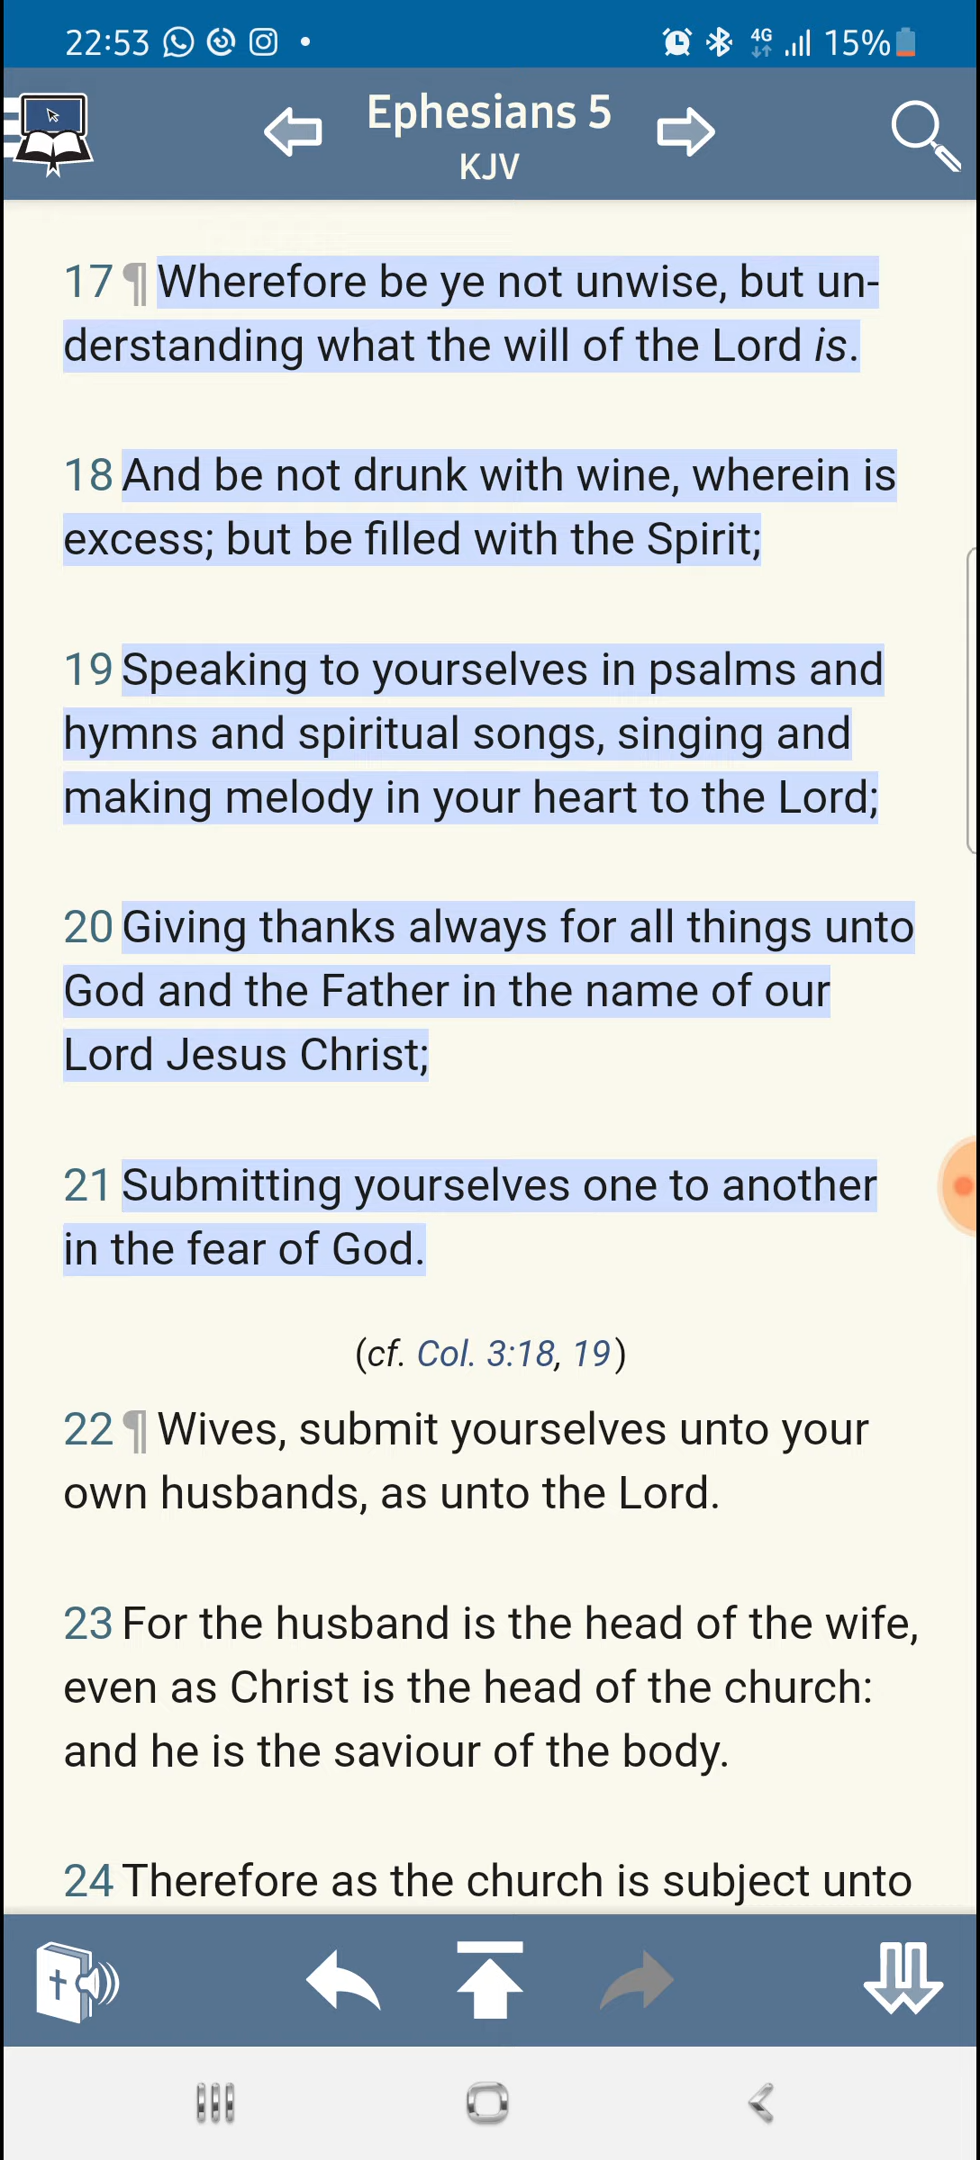 22:53 4G 15%
Ephesians 5
KJV
17 ¶ Wherefore be ye not unwise, but un-
derstanding what the will of the Lord is.
18 And be not drunk with wine, wherein is
excess; but be filled with the Spirit;
19 Speaking to yourselves in psalms and
hymns and spiritual songs, singing and
making melody in your heart to the Lord;
20 Giving thanks always for all things unto
God and the Father in the name of our
Lord Jesus Christ;
21 Submitting yourselves one to another
in the fear of God.
(cf. Col. 3:18, 19)
22 ¶ Wives, submit yourselves unto your
own husbands, as unto the Lord.
23 For the husband is the head of the wife,
even as Christ is the head of the church:
and he is the saviour of the body.
24 Therefore as the church is subject unto